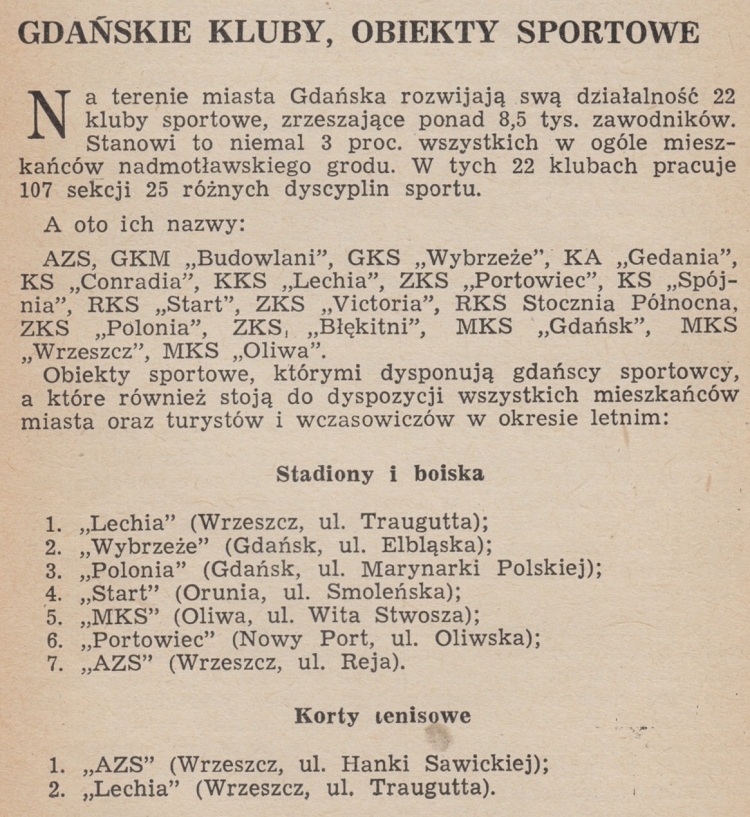 GDAŃSKIE KLUBY, OBIEKTY SPORTOWE
Na terenie miasta Gdańska rozwijają swą działalność 22
kluby sportowe, zrzeszające ponad 8,5 tys. zawodników.
Stanowi to niemal 3 proc. wszystkich w ogóle miesz-
kańców nadmotławskiego grodu. W tych 22 klubach pracuje
107 sekcji 25 różnych dyscyplin sportu.
A oto ich nazwy:
AZS, GKM „Budowlani”, GKS „Wybrzeże”, KA „Gedania”,
KS „Conradia”, KKS „Lechia”, ZKS „Portowiec”, KS „Spój-
nia”, RKS „Start”, ZKS „Victoria”, RKS Stocznia Północna,
ZKS „Polonia”, ZKS, „Błękitni”, MKS „Gdańsk”, MKS
„Wrzeszcz”, MKS „Oliwa”.
Obiekty sportowe, którymi dysponują gdańscy sportowcy,
a które również stoją do dyspozycji wszystkich mieszkańców
miasta oraz turystów i wczasowiczów w okresie letnim:
Stadiony i boiska
1. „Lechia” (Wrzeszcz, ul. Traugutta);
2. „Wybrzeże” (Gdańsk, ul. Elbląska);
3. „Polonia” (Gdańsk, ul. Marynarki Polskiej);
4. „Start” (Orunia, ul. Smoleńska);
5. „MKS” (Oliwa, ul. Wita Stwosza);
6. „Portowiec” (Nowy Port, ul. Oliwska);
7. „AZS” (Wrzeszcz, ul. Reja).
Korty tenisowe
1. „AZS” (Wrzeszcz, ul. Hanki Sawickiej);
2. „Lechia” (Wrzeszcz, ul. Traugutta).